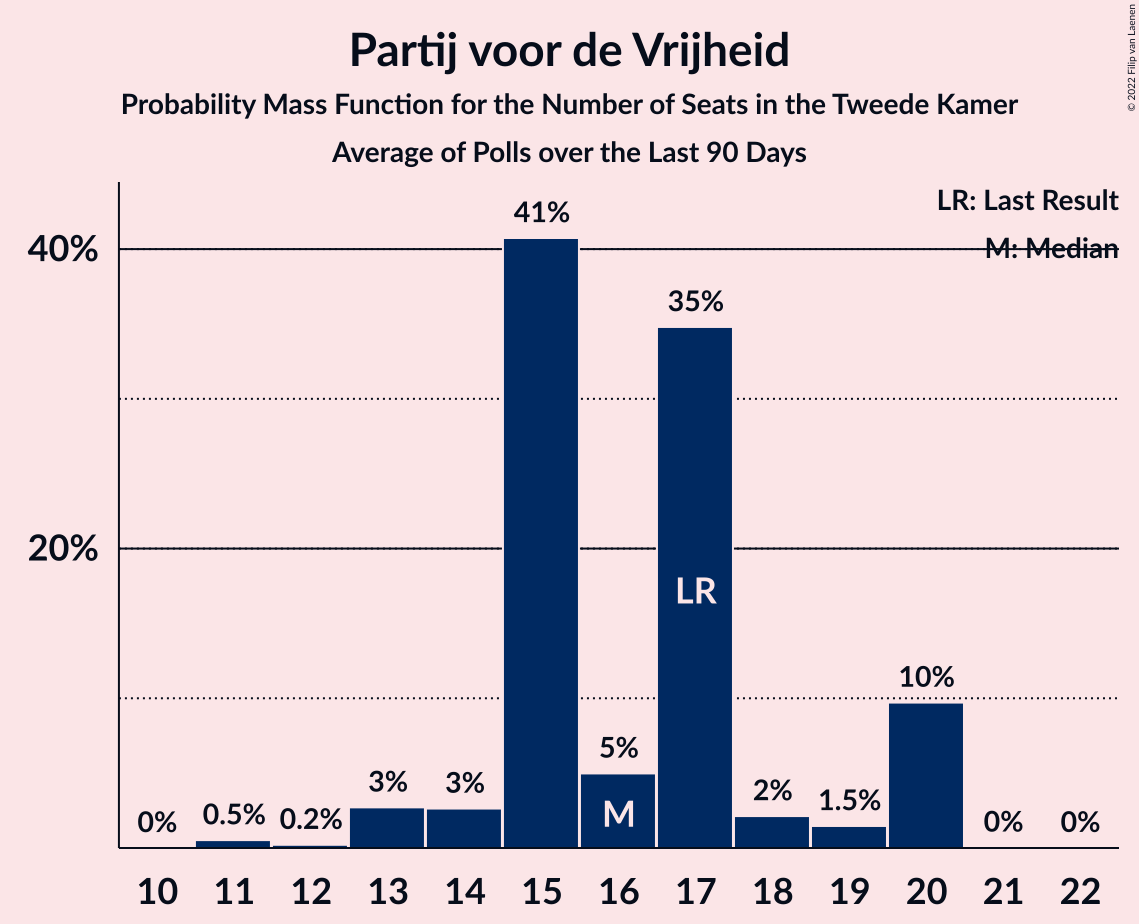 Partij voor de Vrijheid
Probability Mass Function for the Number of Seats in the Tweede Kamer
Average of Polls over the Last 90 Days
© 2022 Filip van Laenen
LR: Last Result
M: Median
40%
20%
0%
0.5%
0.2%
3%
3%
41%
5%
35%
2%
1.5%
10%
0%
0%
M
LR
10 11 12 13 14 15 16 17 18 19 20 21 22